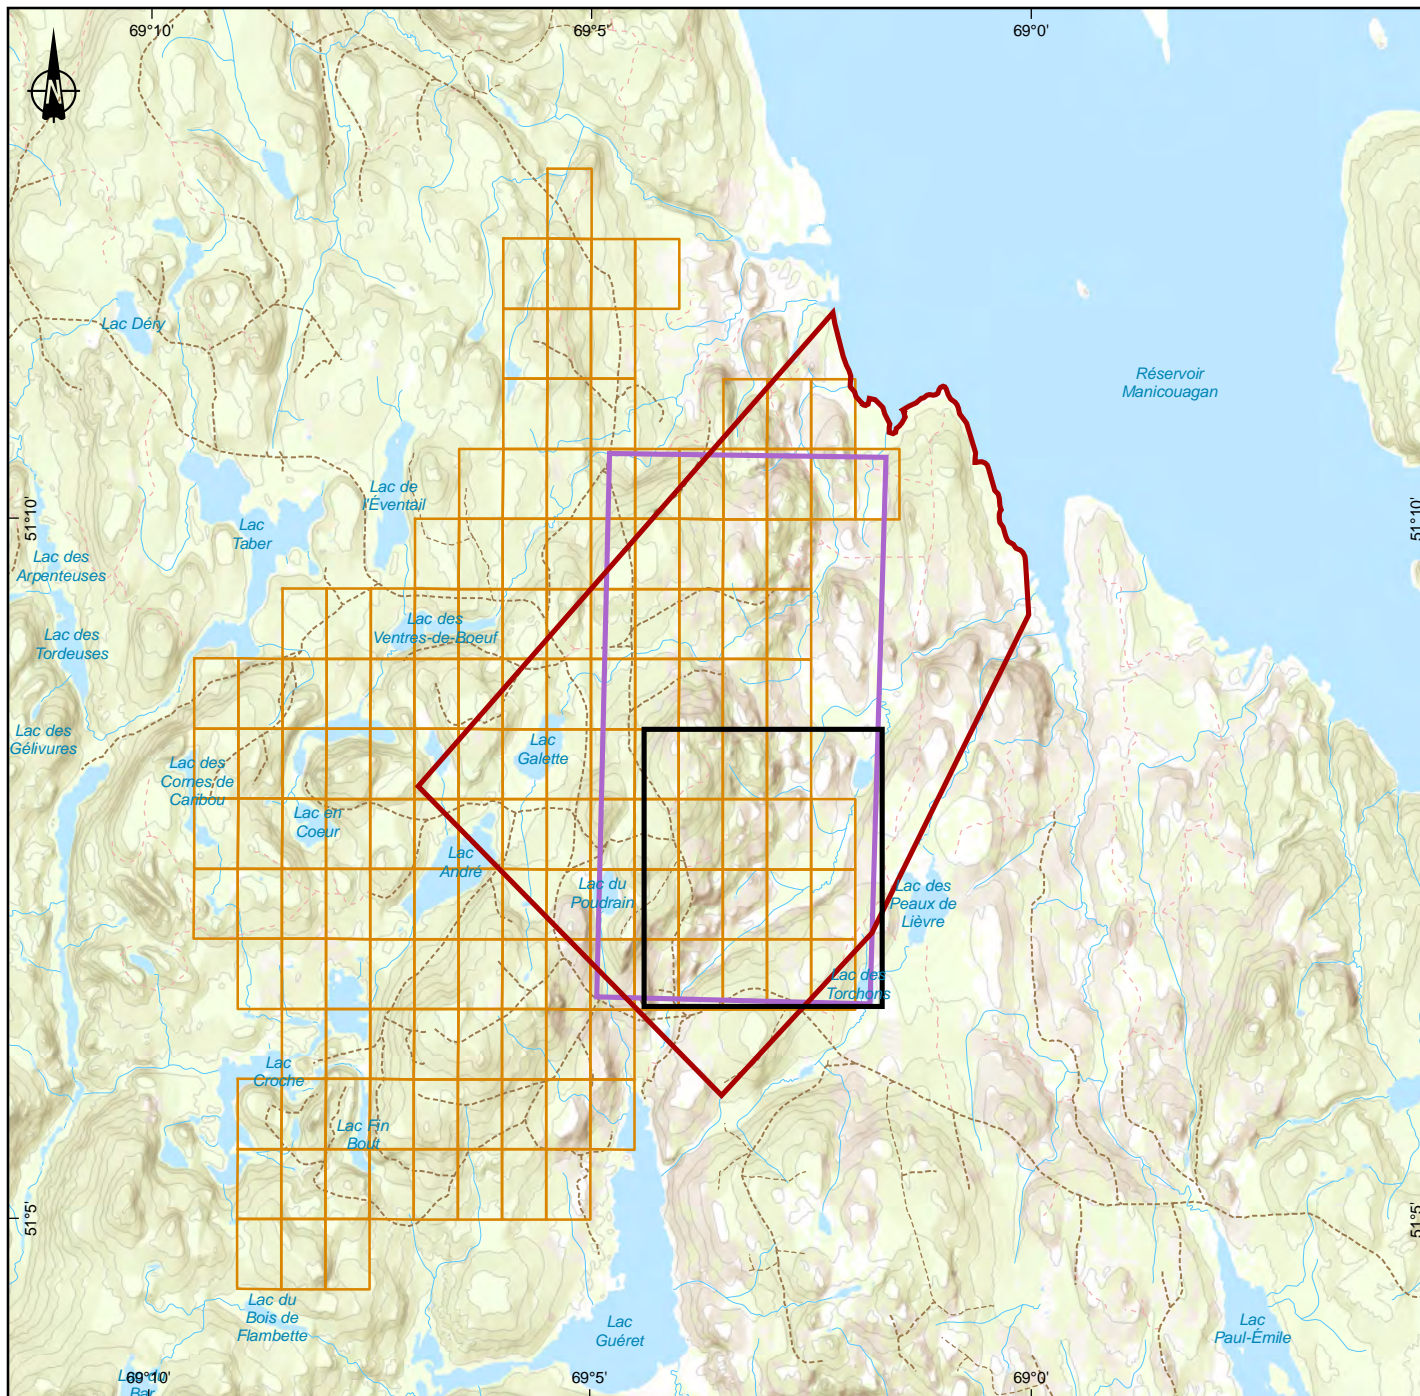 69°10'
69°5'
69°0'
N
Lac Déry
Réservoir
Manicouagan
Lac de
l'Éventail
51°10'
51°10'
Lac
Taber
Lac des
Arpenteuses
Lac des
Ventres-de-Boeuf
Lac des
Tordeuses
Lac des
Gélivures
Lac
Galette
Lac des
Cornes de
Caribou
Lac en
Coeur
Lac
André
Lac du
Poudrain
Lac des
Peaux de
Lièvre
Lac des
Torchons
Lac
Croche
Lac Fin
Bout
51°5'
51°5'
Lac du
Bois de
Flambette
Lac
Guéret
Lac
Paul-Émile
69°10'
69°5'
69°0'
Bar